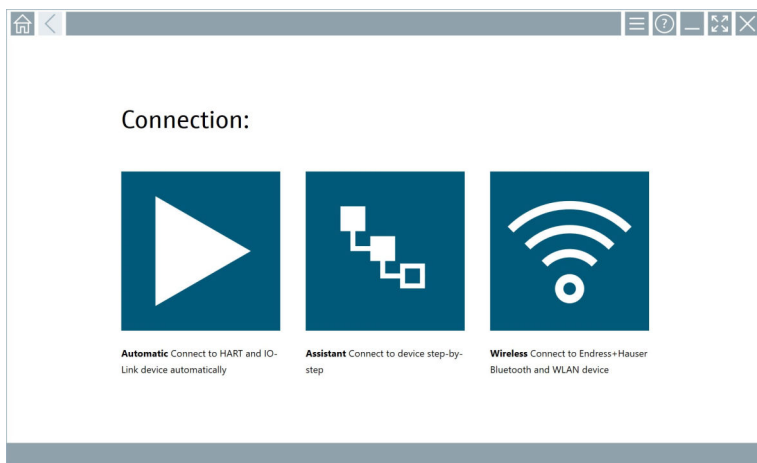 Connection:
Automatic Connect to HART and IO-
Link device automatically
Assistant Connect to device step-by-
step
Wireless Connect to Endress+Hauser
Bluetooth and WLAN device